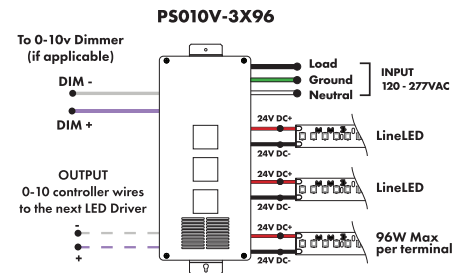 PS010V-3X96
To 0-10v Dimmer
(if applicable)
DIM -
DIM +
OUTPUT
0-10 controller wires
to the next LED Driver
-
+
Load
Ground
Neutral
INPUT
120 - 277VAC
24V DC+
24V DC-
LineLED
24V DC+
24V DC-
LineLED
24V DC+
24V DC-
96W Max
per terminal